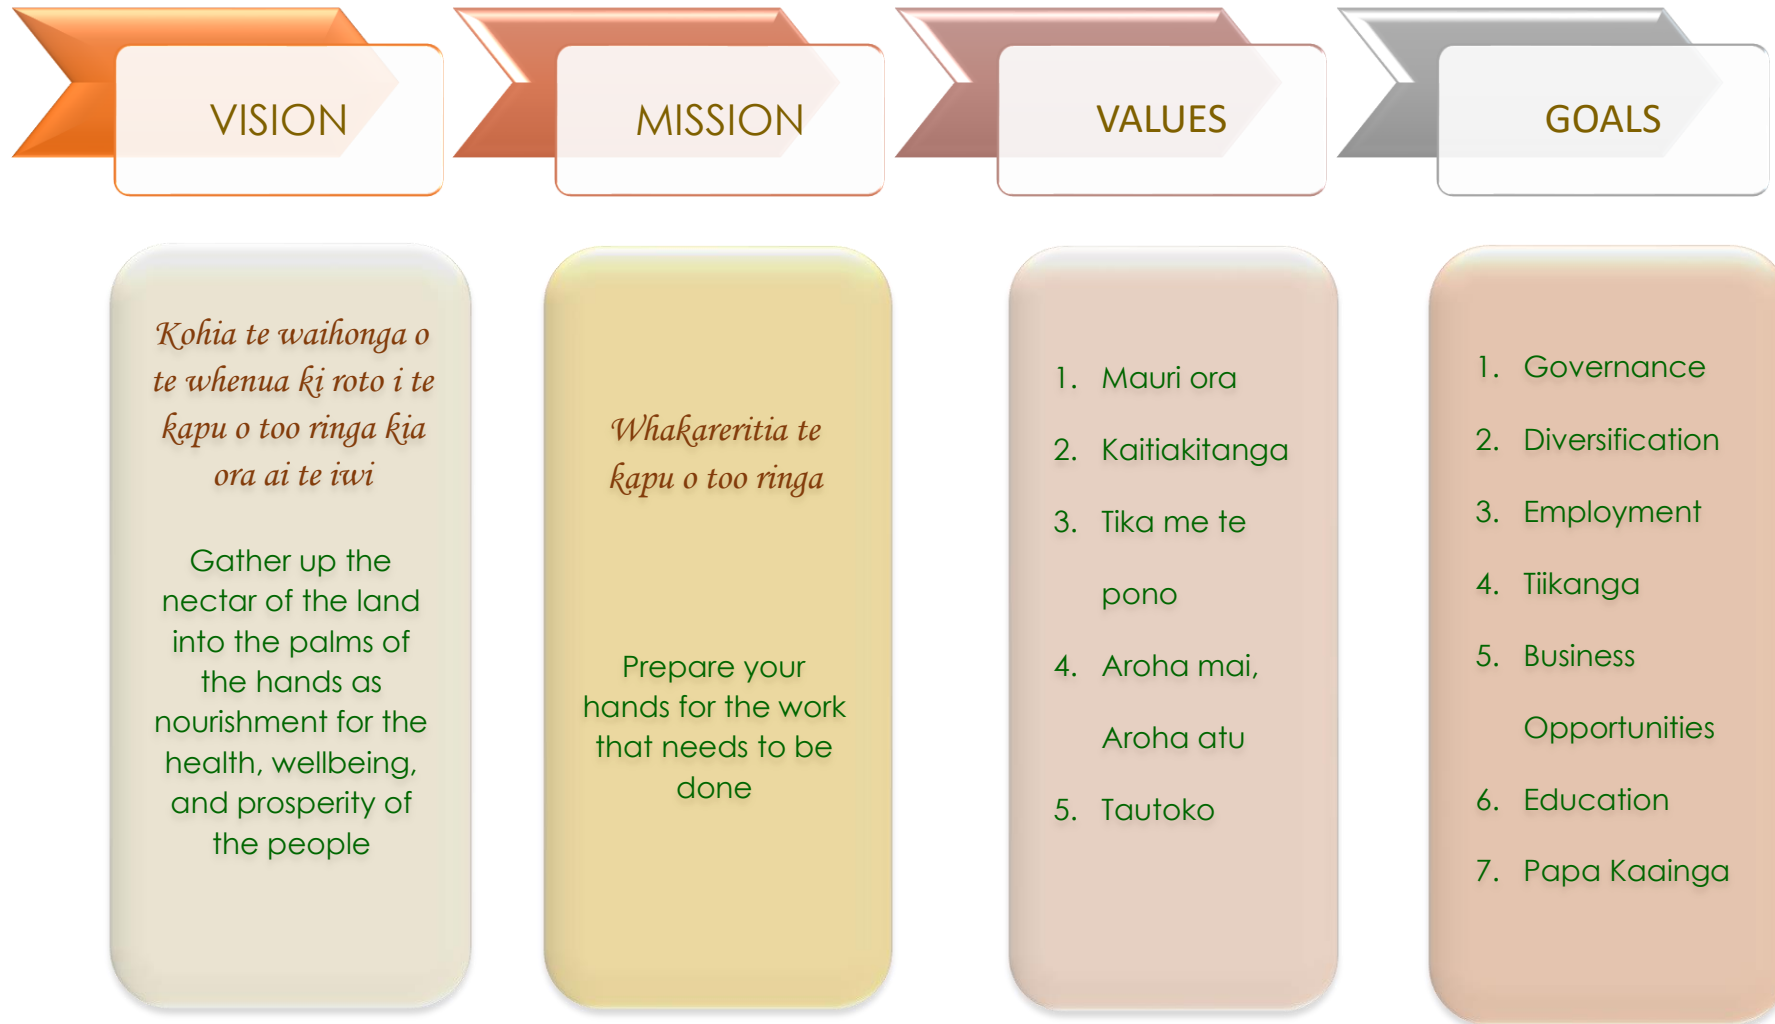 VISION
MISSION
VALUES
GOALS
Kohia te waihonga o
te whenua ki roto i te
kapu o too ringa kia
ora ai te iwi
Gather up the
nectar of the land
into the palms of
the hands as
nourishment for the
health, wellbeing,
and prosperity of
the people
Whakareritia te
kapu o too ringa
Prepare your
hands for the work
that needs to be
done
1. Mauri ora
2. Kaitiakitanga
3. Tika me te
pono
4. Aroha mai,
Aroha atu
5. Tautoko
1. Governance
2. Diversification
3. Employment
4. Tiikanga
5. Business
Opportunities
6. Education
7. Papa Kaainga